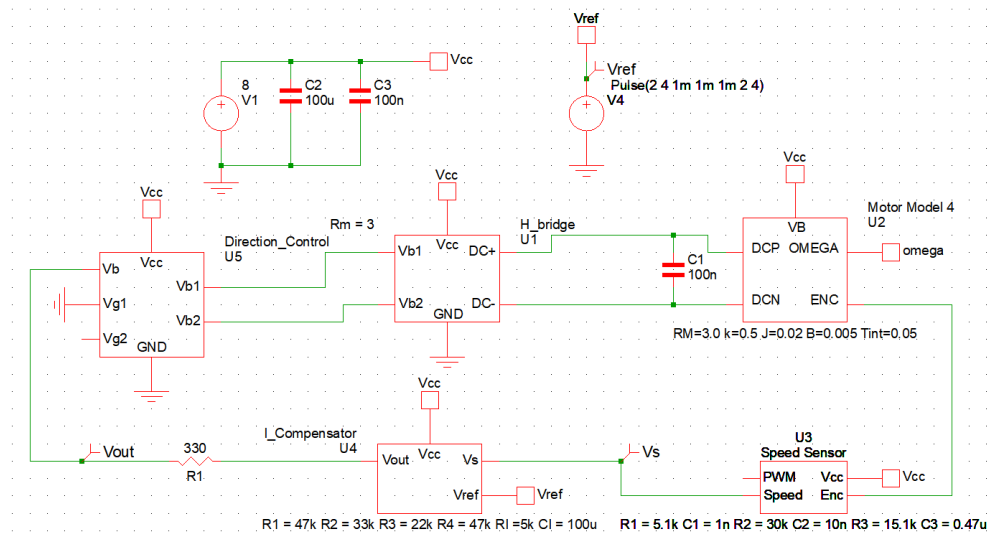 Vref
Vcc
8
V1
C2
100u
C3
100n
Vref
Pulse(2 4 1m 1m 1m 2 4)
V4
Vcc
Vcc
Vcc
Rm = 3
Direction_Control
U5
H_bridge
U1
Motor Model 4
U2
Vb
Vcc
Vb1
Vg1
Vb2
Vg2
GND
Vb1
Vcc
DC+
Vb2
DC-
GND
C1
100n
VB
DCP
OMEGA
omega
DCN
ENC
RM=3.0 k=0.5 J=0.02 B=0.005 Tint=0.05
Vcc
I_Compensator
U4
Vout
330
R1
Vout
Vcc
Vs
Vref
Vref
Vs
U3
Speed Sensor
PWM
Vcc
Vcc
Speed
Enc
R1 = 47k R2 = 33k R3 = 22k R4 = 47k RI =5k CI = 100u
R1 = 5.1k C1 = 1n R2 = 30k C2 = 10n R3 = 15.1k C3 = 0.47u